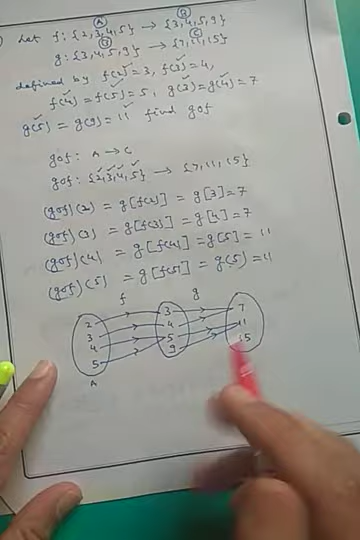 Let f: {2,3,4,5} → {3,4,5,9}
A B
g: {3,4,5,9} → {7,11,15}
B C
defined by f(2)=3, f(3)=4,
f(4)=f(5)=5, g(3)=g(4)=7
g(5)=g(9)=11 find gof
gof: A → C
gof: {2,3,4,5} → {7,11,15}
(gof)(2) = g[f(2)] = g[3]=7
(gof)(3) = g[f(3)] = g[4]=7
(gof)(4) = g[f(4)] = g[5]=11
(gof)(5) = g[f(5)] = g(5)=11
f g
2 3 7
3 4 11
4 5 15
5 9
A